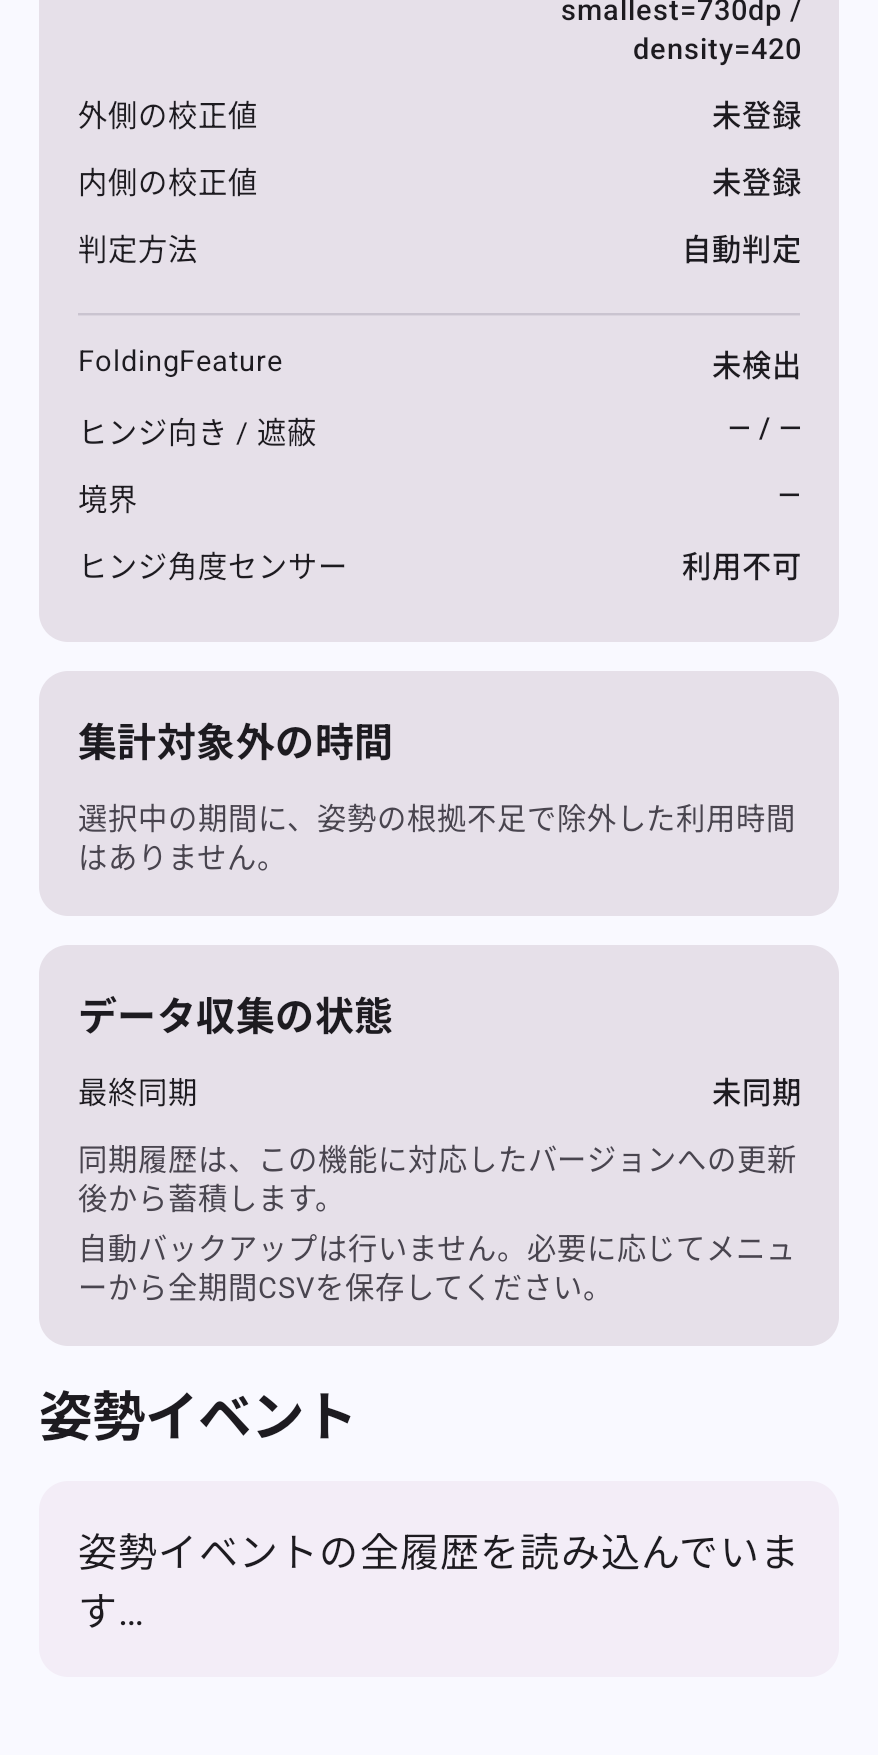 smallest=730dp /
density=420
外側の校正値 未登録
内側の校正値 未登録
判定方法 自動判定
FoldingFeature 未検出
ヒンジ向き / 遮蔽 — / —
境界 —
ヒンジ角度センサー 利用不可
集計対象外の時間
選択中の期間に、姿勢の根拠不足で除外した利用時間
はありません。
データ収集の状態
最終同期 未同期
同期履歴は、この機能に対応したバージョンへの更新
後から蓄積します。
自動バックアップは行いません。必要に応じてメニュ
ーから全期間CSVを保存してください。
姿勢イベント
姿勢イベントの全履歴を読み込んでいま
す…